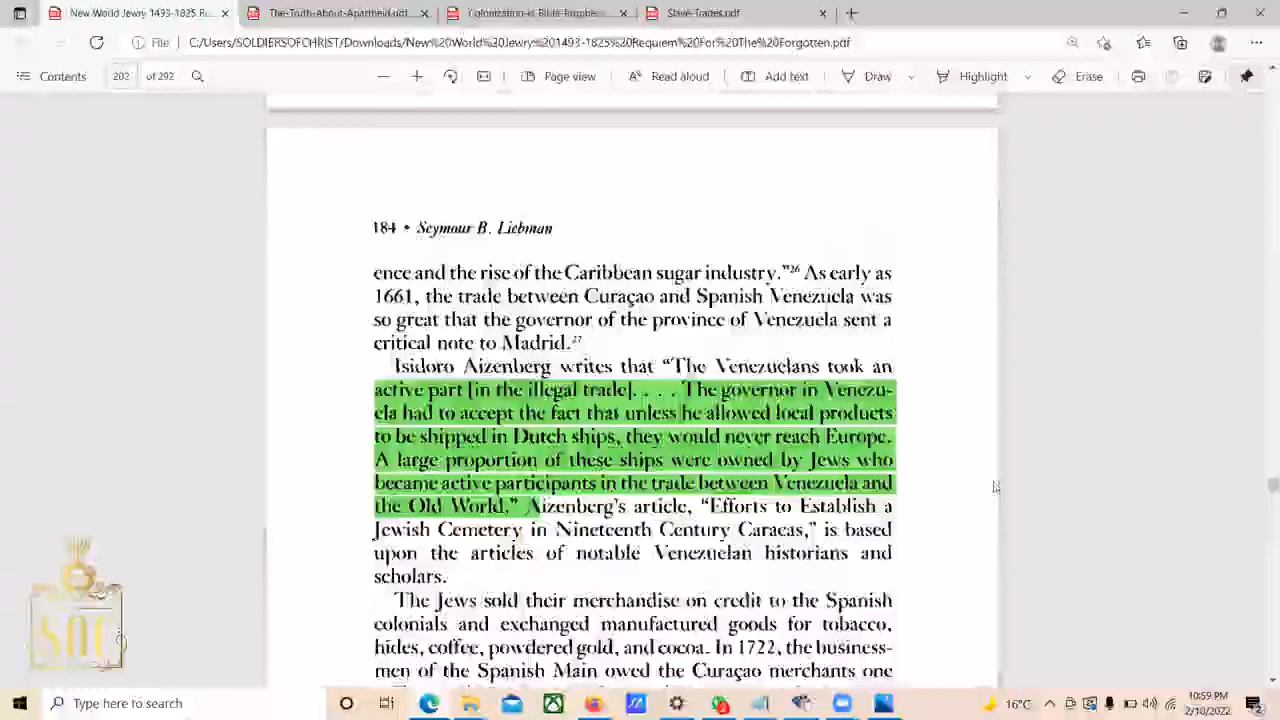 New World Jewry 1493-1825 R
The-Truth-About-Apartheid.pdf
Slave-Trades.pdf
File
C:/Users/SOLDIERSOFCHRIST/Downloads/New%20World%20Jewry%201493-1825%20Requiem%20For%20The%20Forgotten.pdf
Contents 202 of 292 Page view Read aloud Add text Draw Highlight Erase
184 • Seymour B. Liebman
ence and the rise of the Caribbean sugar industry."²⁶ As early as
1661, the trade between Curaçao and Spanish Venezuela was
so great that the governor of the province of Venezuela sent a
critical note to Madrid.²⁷
Isidoro Aizenberg writes that "The Venezuelans took an
active part [in the illegal trade]. . . . The governor in Venezu-
ela had to accept the fact that unless he allowed local products
to be shipped in Dutch ships, they would never reach Europe.
A large proportion of these ships were owned by Jews who
became active participants in the trade between Venezuela and
the Old World," Aizenberg's article, "Efforts to Establish a
Jewish Cemetery in Nineteenth Century Caracas," is based
upon the articles of notable Venezuelan historians and
scholars.
The Jews sold their merchandise on credit to the Spanish
colonials and exchanged manufactured goods for tobacco,
hides, coffee, powdered gold, and cocoa. In 1722, the business-
men of the Spanish Main owed the Curaçao merchants one
Type here to search
16°C
10:59 PM
2/10/2022